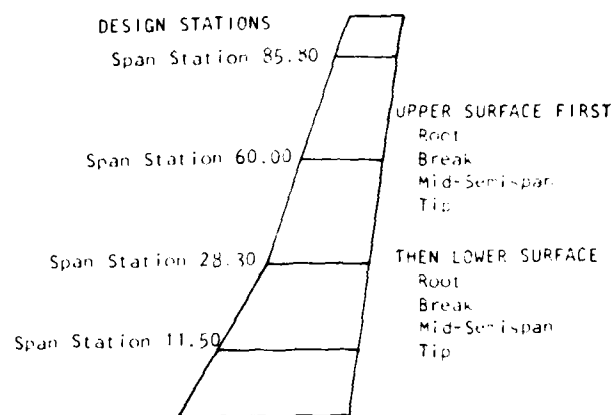 DESIGN STATIONS
Span Station 85.80
Span Station 60.00
Span Station 28.30
Span Station 11.50
UPPER SURFACE FIRST
Root
Break
Mid-Semispan
Tip
THEN LOWER SURFACE
Root
Break
Mid-Semispan
Tip